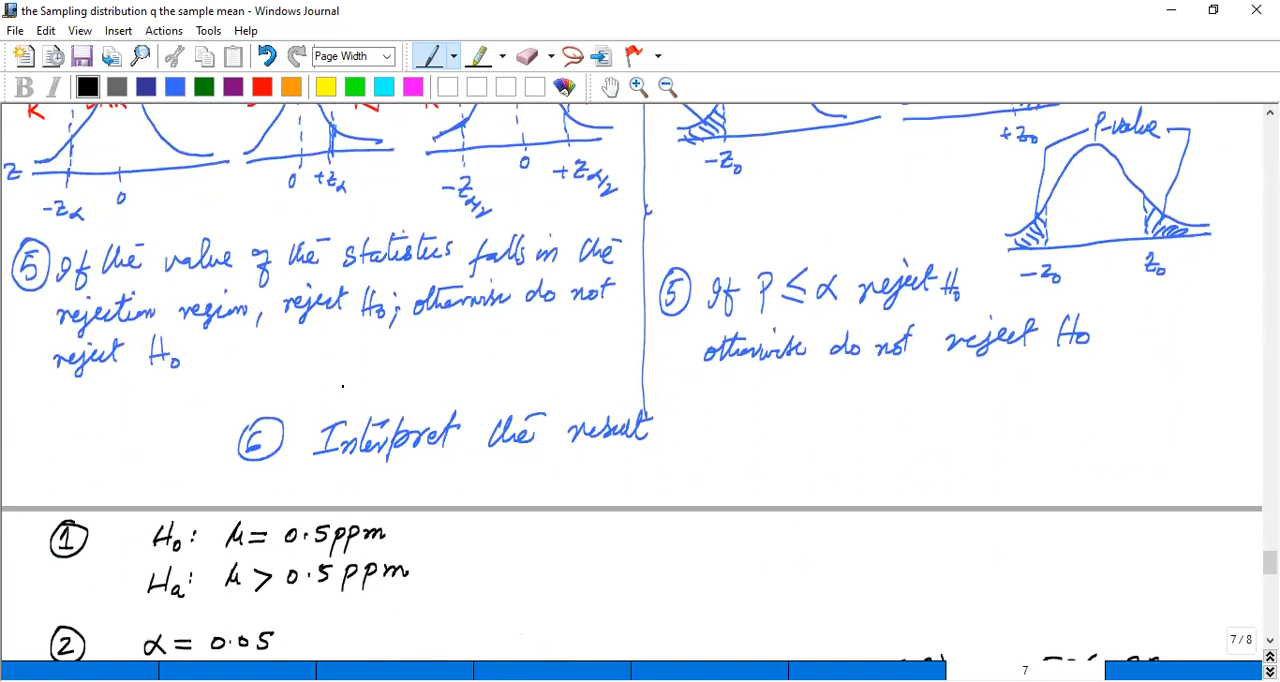 the Sampling distribution q the sample mean - Windows Journal
File Edit View Insert Actions Tools Help
Page Width
B I
R DNR
Z -Zα 0
0 +Zα
-Zα/2 0 +Zα/2
⑤ If the value of the statistics falls in the
rejection region, reject H0; otherwise do not
reject H0
-Z0
+Z0
P-value
-Z0 Z0
⑤ If P ≤ α reject H0
otherwise do not reject H0
⑥ Interpret the result
① H0: μ = 0.5ppm
Ha: μ > 0.5ppm
② α = 0.05
7 / 8
7